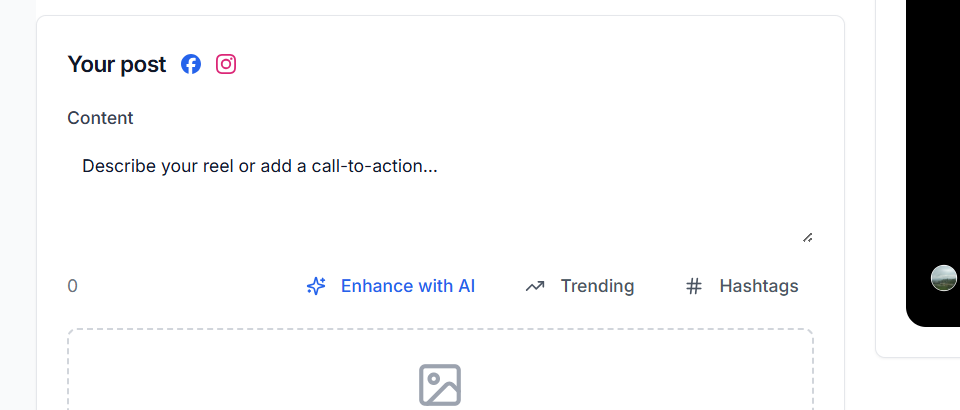 Your post
Content
Describe your reel or add a call-to-action...
0 Enhance with AI Trending # Hashtags